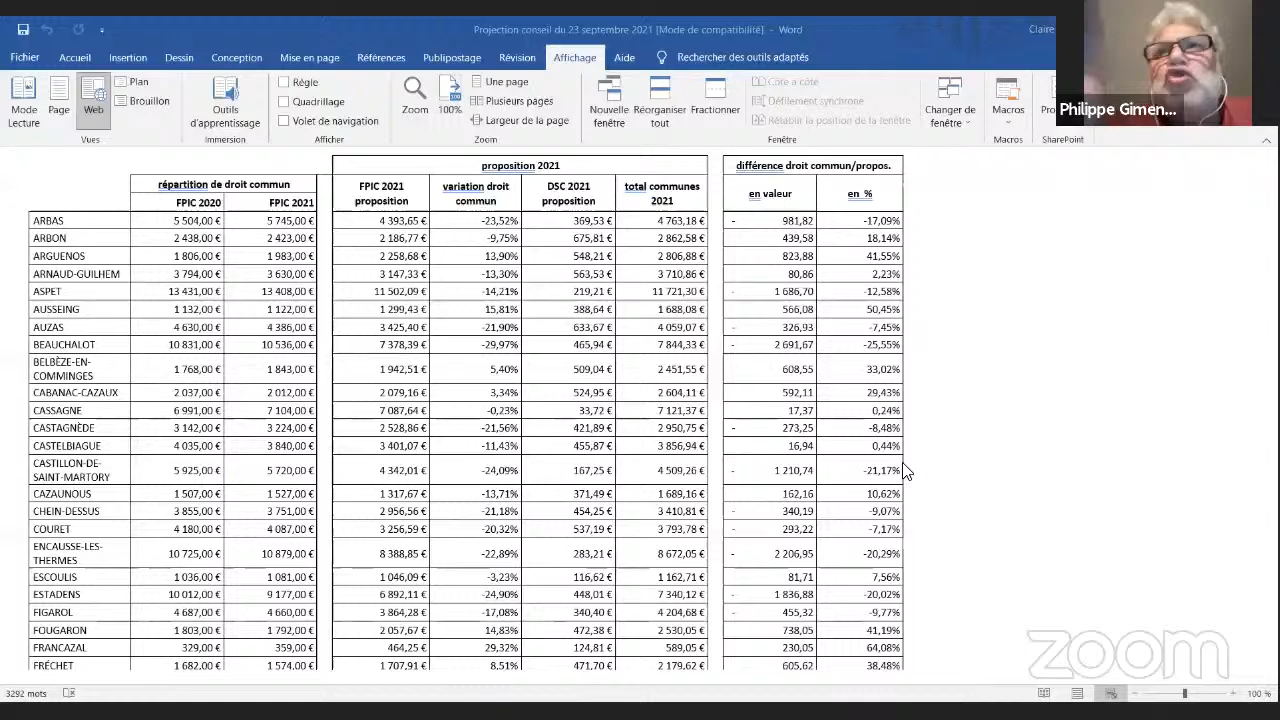 Projection conseil du 23 septembre 2021 [Mode de compatibilité] - Word
Claire
Fichier Accueil Insertion Dessin Conception Mise en page Références Publipostage Révision Affichage Aide Rechercher des outils adaptés
Mode Lecture
Page
Web
Plan
Brouillon
Vues
Outils d'apprentissage
Immersion
Règle
Quadrillage
Volet de navigation
Afficher
Zoom
100%
Une page
Plusieurs pages
Largeur de la page
Zoom
Nouvelle fenêtre
Réorganiser tout
Fractionner
Côte à côte
Défilement synchrone
Rétablir la position de la fenêtre
Fenêtre
Changer de fenêtre
Macros
Macros
SharePoint
Philippe Gimen...
proposition 2021 différence droit commun/propos.
répartition de droit commun FPIC 2021 proposition variation droit commun DSC 2021 proposition total communes 2021 en valeur en %
FPIC 2020 FPIC 2021
ARBAS 5 504,00 € 5 745,00 € 4 393,65 € -23,52% 369,53 € 4 763,18 € - 981,82 -17,09%
ARBON 2 438,00 € 2 423,00 € 2 186,77 € -9,75% 675,81 € 2 862,58 € 439,58 18,14%
ARGUENOS 1 806,00 € 1 983,00 € 2 258,68 € 13,90% 548,21 € 2 806,88 € 823,88 41,55%
ARNAUD-GUILHEM 3 794,00 € 3 630,00 € 3 147,33 € -13,30% 563,53 € 3 710,86 € 80,86 2,23%
ASPET 13 431,00 € 13 408,00 € 11 502,09 € -14,21% 219,21 € 11 721,30 € - 1 686,70 -12,58%
AUSSEING 1 132,00 € 1 122,00 € 1 299,43 € 15,81% 388,64 € 1 688,08 € 566,08 50,45%
AUZAS 4 630,00 € 4 386,00 € 3 425,40 € -21,90% 633,67 € 4 059,07 € - 326,93 -7,45%
BEAUCHALOT 10 831,00 € 10 536,00 € 7 378,39 € -29,97% 465,94 € 7 844,33 € - 2 691,67 -25,55%
BELBÈZE-EN-COMMINGES 1 768,00 € 1 843,00 € 1 942,51 € 5,40% 509,04 € 2 451,55 € 608,55 33,02%
CABANAC-CAZAUX 2 037,00 € 2 012,00 € 2 079,16 € 3,34% 524,95 € 2 604,11 € 592,11 29,43%
CASSAGNE 6 991,00 € 7 104,00 € 7 087,64 € -0,23% 33,72 € 7 121,37 € 17,37 0,24%
CASTAGNÈDE 3 142,00 € 3 224,00 € 2 528,86 € -21,56% 421,89 € 2 950,75 € - 273,25 -8,48%
CASTELBIAGUE 4 035,00 € 3 840,00 € 3 401,07 € -11,43% 455,87 € 3 856,94 € 16,94 0,44%
CASTILLON-DE-SAINT-MARTORY 5 925,00 € 5 720,00 € 4 342,01 € -24,09% 167,25 € 4 509,26 € - 1 210,74 -21,17%
CAZAUNOUS 1 507,00 € 1 527,00 € 1 317,67 € -13,71% 371,49 € 1 689,16 € 162,16 10,62%
CHEIN-DESSUS 3 855,00 € 3 751,00 € 2 956,56 € -21,18% 454,25 € 3 410,81 € - 340,19 -9,07%
COURET 4 180,00 € 4 087,00 € 3 256,59 € -20,32% 537,19 € 3 793,78 € - 293,22 -7,17%
ENCAUSSE-LES-THERMES 10 725,00 € 10 879,00 € 8 388,85 € -22,89% 283,21 € 8 672,05 € - 2 206,95 -20,29%
ESCOULIS 1 036,00 € 1 081,00 € 1 046,09 € -3,23% 116,62 € 1 162,71 € 81,71 7,56%
ESTADENS 10 012,00 € 9 177,00 € 6 892,11 € -24,90% 448,01 € 7 340,12 € - 1 836,88 -20,02%
FIGAROL 4 687,00 € 4 660,00 € 3 864,28 € -17,08% 340,40 € 4 204,68 € - 455,32 -9,77%
FOUGARON 1 803,00 € 1 792,00 € 2 057,67 € 14,83% 472,38 € 2 530,05 € 738,05 41,19%
FRANCAZAL 329,00 € 359,00 € 464,25 € 29,32% 124,81 € 589,05 € 230,05 64,08%
FRÉCHET 1 682,00 € 1 574,00 € 1 707,91 € 8,51% 471,70 € 2 179,62 € 605,62 38,48%
zoom
3292 mots
100 %